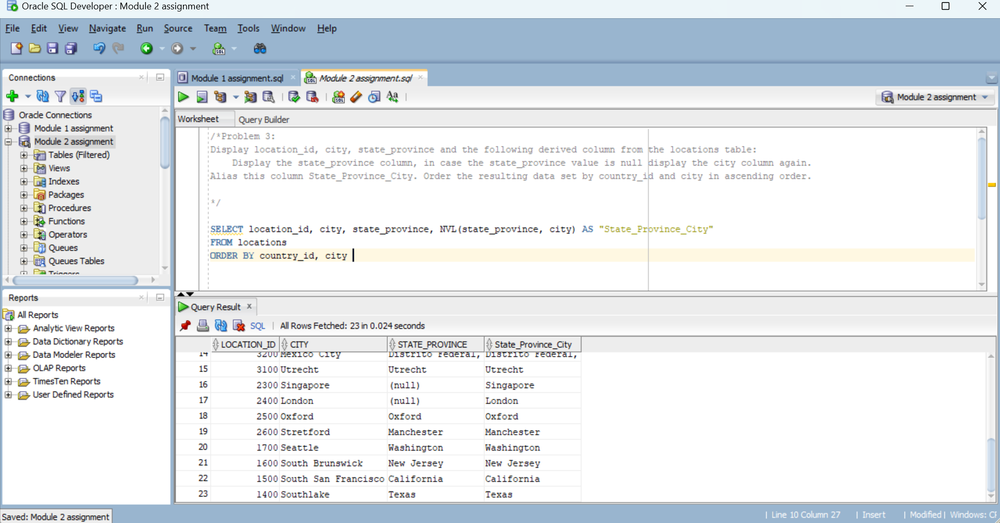 Oracle SQL Developer : Module 2 assignment
File Edit View Navigate Run Source Team Tools Window Help
Connections
Oracle Connections
Module 1 assignment
Module 2 assignment
Tables (Filtered)
Views
Indexes
Packages
Procedures
Functions
Operators
Queues
Queues Tables
Triggers
Reports
All Reports
Analytic View Reports
Data Dictionary Reports
Data Modeler Reports
OLAP Reports
TimesTen Reports
User Defined Reports
Module 1 assignment.sql Module 2 assignment.sql
Module 2 assignment
Worksheet Query Builder
/*Problem 3:
Display location_id, city, state_province and the following derived column from the locations table:
Display the state_province column, in case the state_province value is null display the city column again.
Alias this column State_Province_City. Order the resulting data set by country_id and city in ascending order.
*/
SELECT location_id, city, state_province, NVL(state_province, city) AS "State_Province_City"
FROM locations
ORDER BY country_id, city
Query Result
SQL | All Rows Fetched: 23 in 0.024 seconds
LOCATION_ID CITY STATE_PROVINCE State_Province_City
14 3200 Mexico City Distrito Federal, Distrito Federal,
15 3100 Utrecht Utrecht Utrecht
16 2300 Singapore (null) Singapore
17 2400 London (null) London
18 2500 Oxford Oxford Oxford
19 2600 Stretford Manchester Manchester
20 1700 Seattle Washington Washington
21 1600 South Brunswick New Jersey New Jersey
22 1500 South San Francisco California California
23 1400 Southlake Texas Texas
Saved: Module 2 assignment
| Line 10 Column 27 | Insert | Modified | Windows: